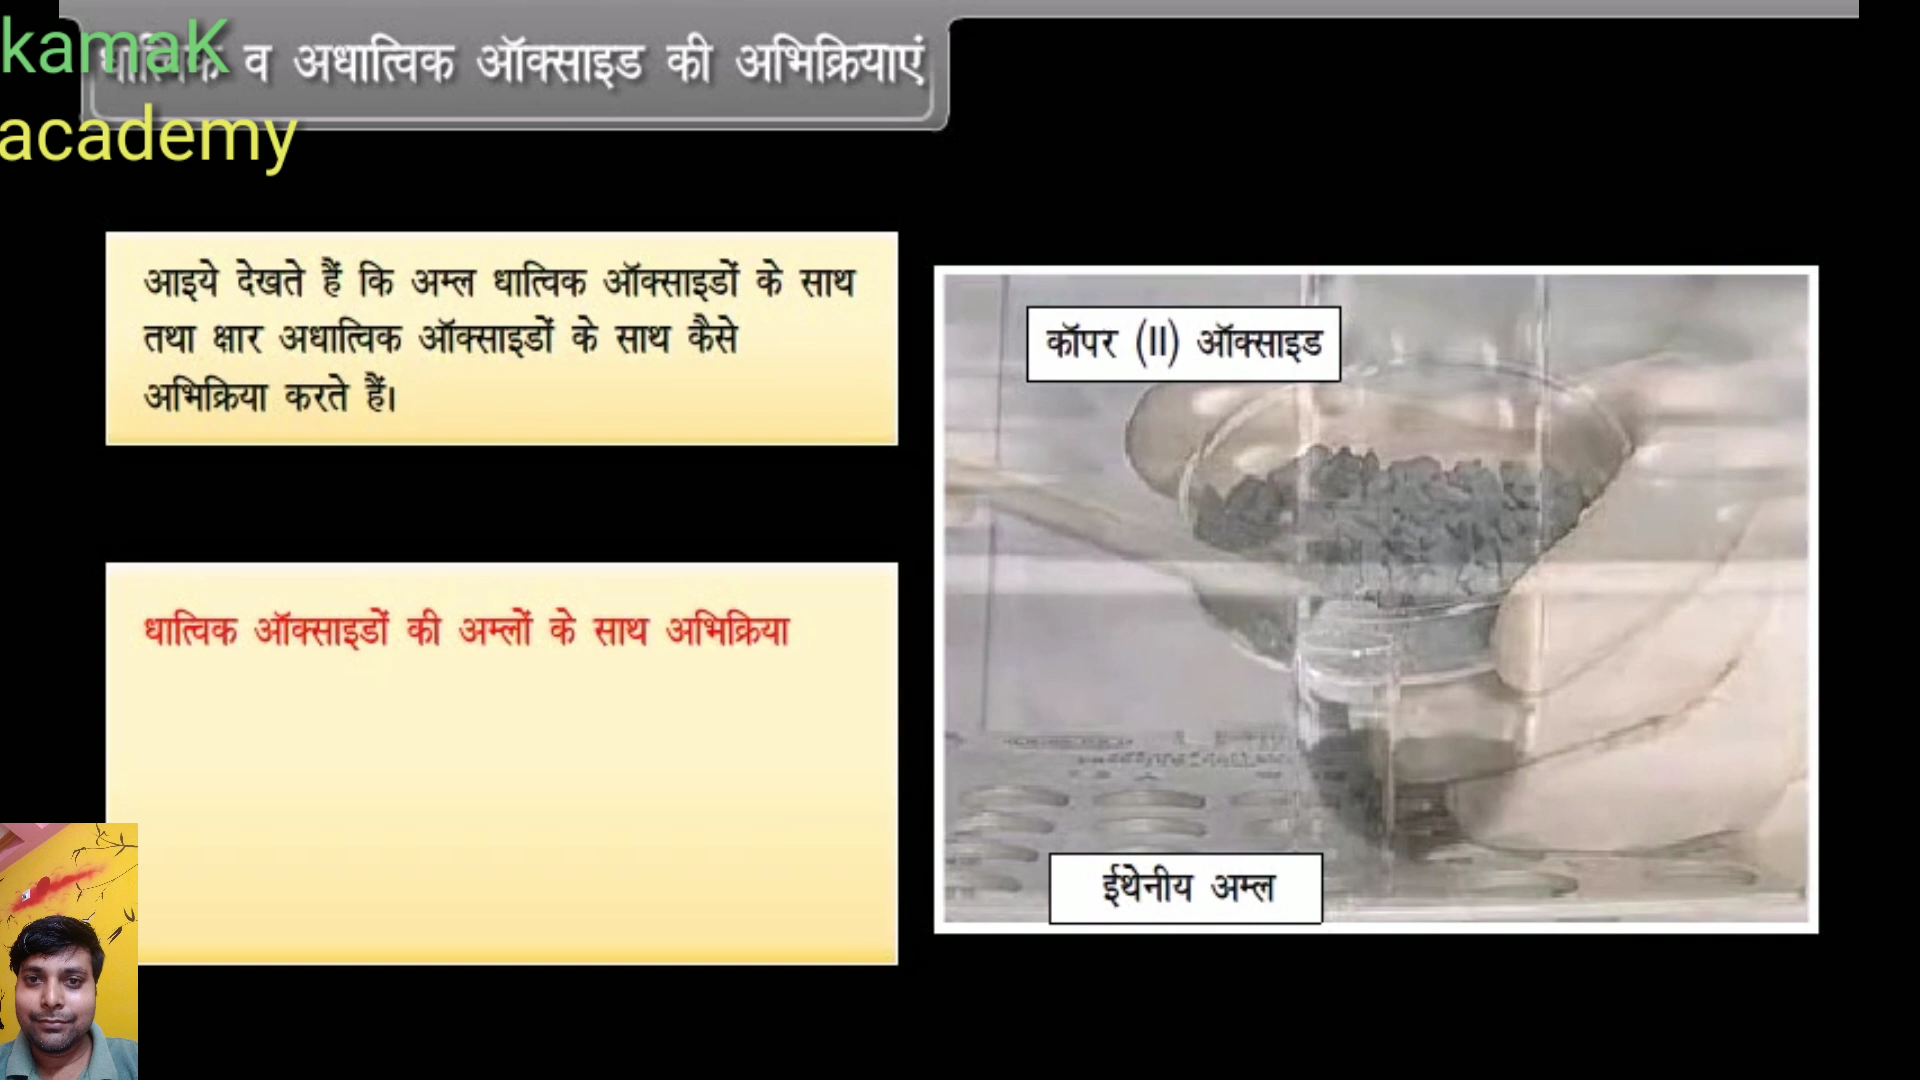 kamaK
व अधात्विक ऑक्साइड की अभिक्रियाएं
academy
आइये देखते हैं कि अम्ल धात्विक ऑक्साइडों के साथ
तथा क्षार अधात्विक ऑक्साइडों के साथ कैसे
अभिक्रिया करते हैं।
कॉपर (II) ऑक्साइड
धात्विक ऑक्साइडों की अम्लों के साथ अभिक्रिया
ईथेनीय अम्ल